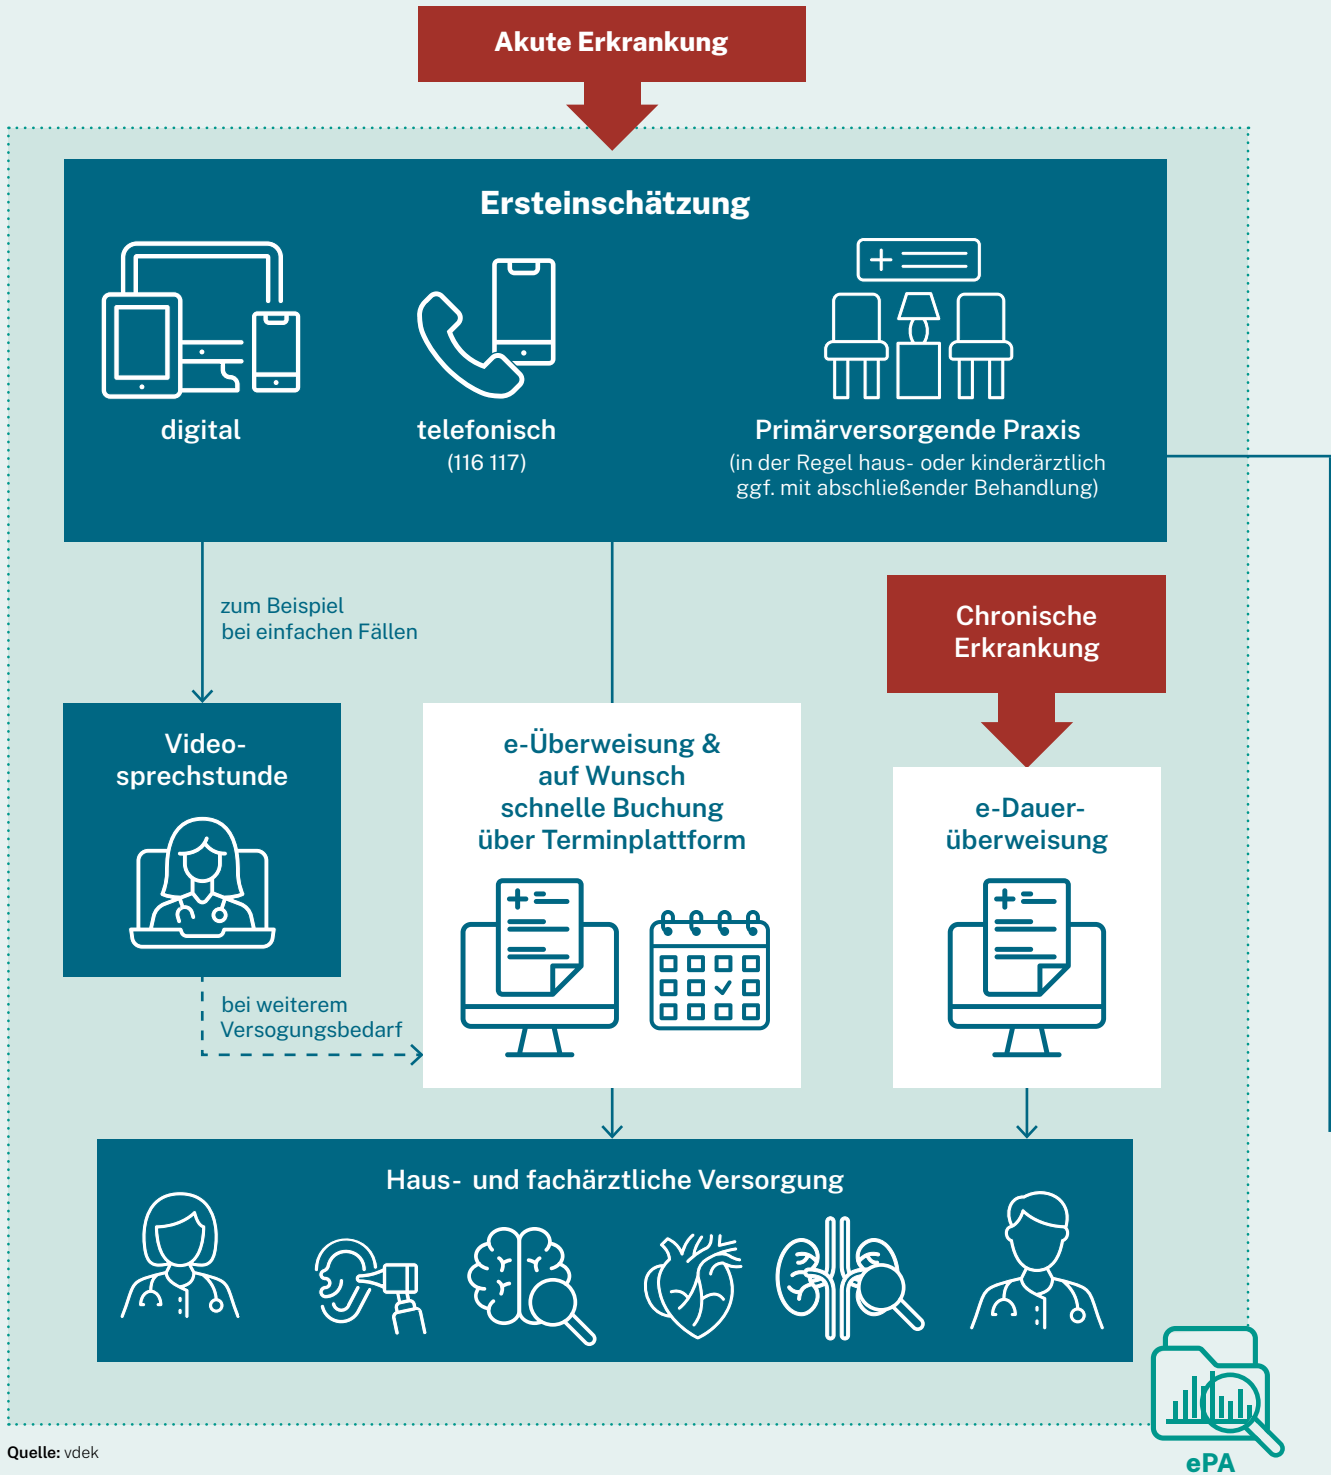 Akute Erkrankung
Ersteinschätzung
digital
telefonisch
(116 117)
Primärversorgende Praxis
(in der Regel haus- oder kinderärztlich
ggf. mit abschließender Behandlung)
zum Beispiel
bei einfachen Fällen
Chronische
Erkrankung
Video-
sprechstunde
e-Überweisung &
auf Wunsch
schnelle Buchung
über Terminplattform
e-Dauer-
überweisung
bei weiterem
Versogungsbedarf
Haus- und fachärztliche Versorgung
Quelle: vdek
ePA